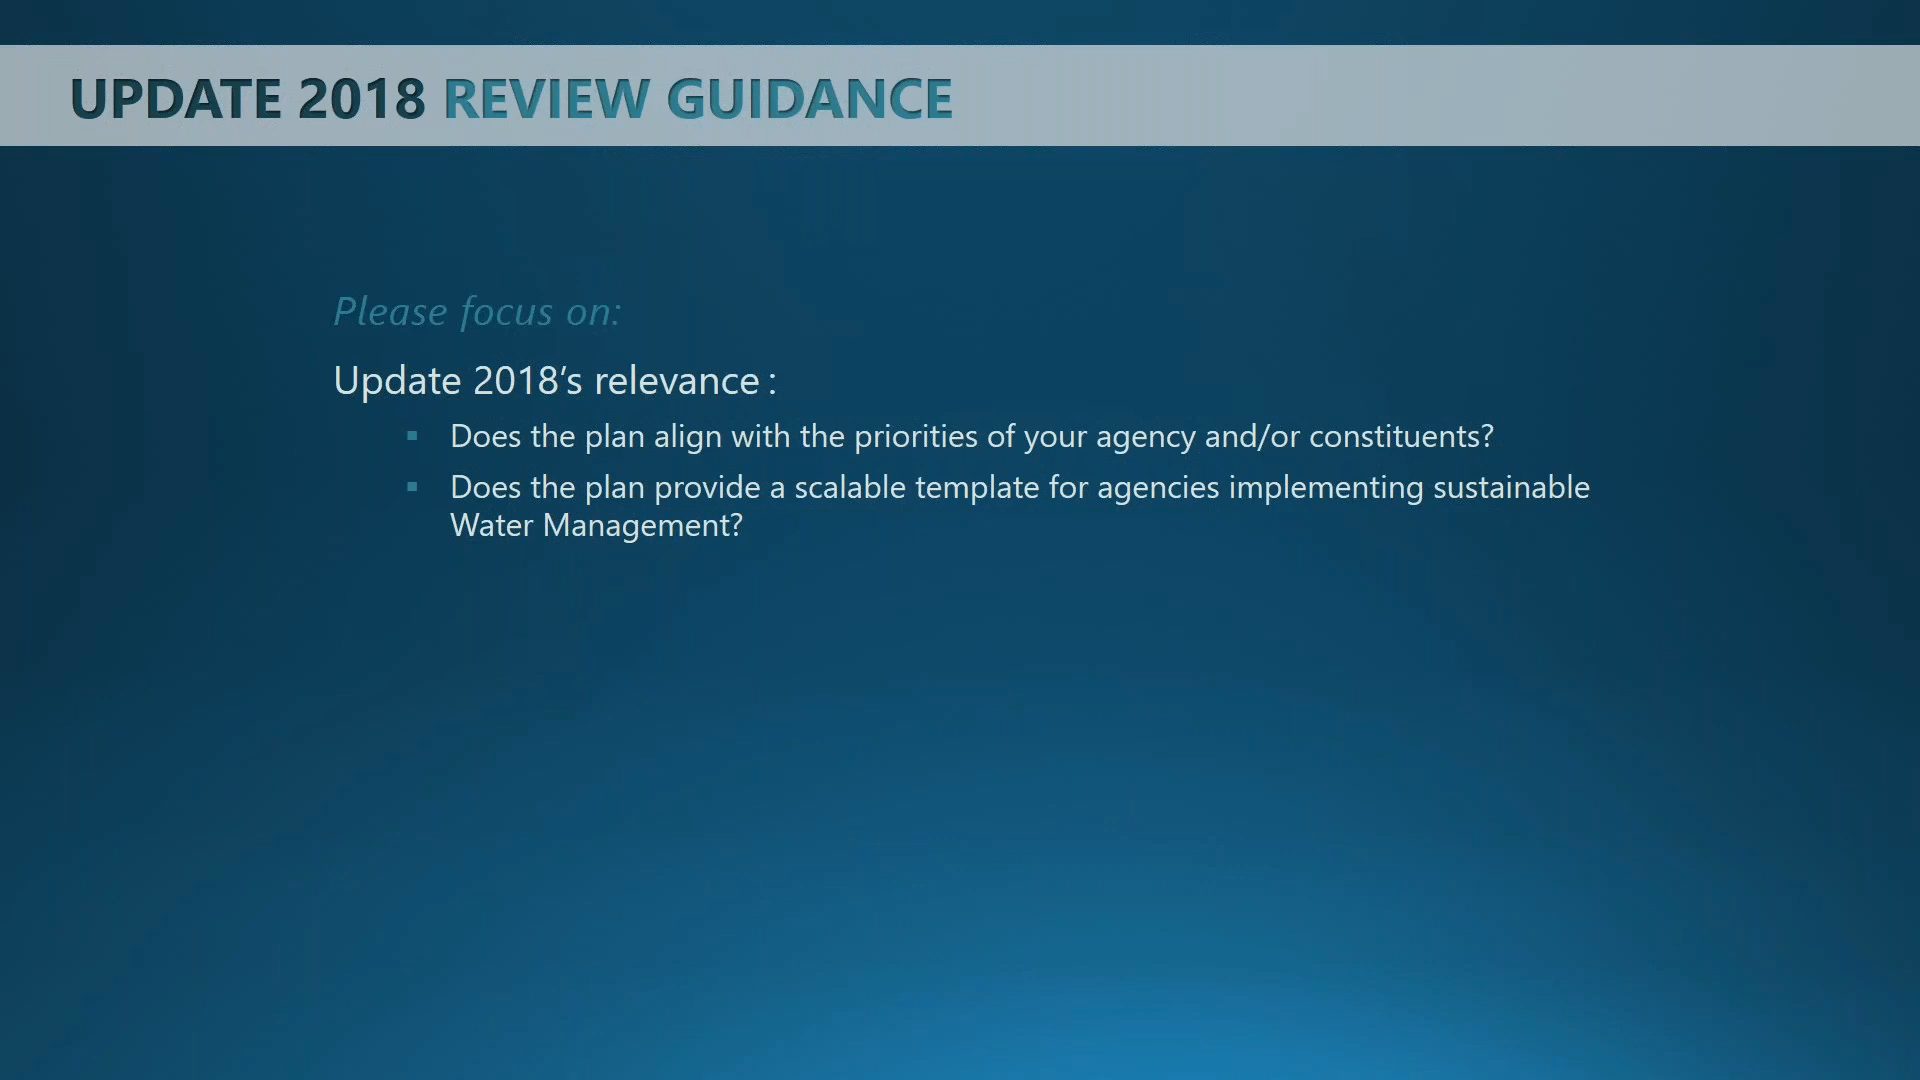 UPDATE 2018 REVIEW GUIDANCE
Please focus on:
Update 2018’s relevance :
▪ Does the plan align with the priorities of your agency and/or constituents?
▪ Does the plan provide a scalable template for agencies implementing sustainable
Water Management?